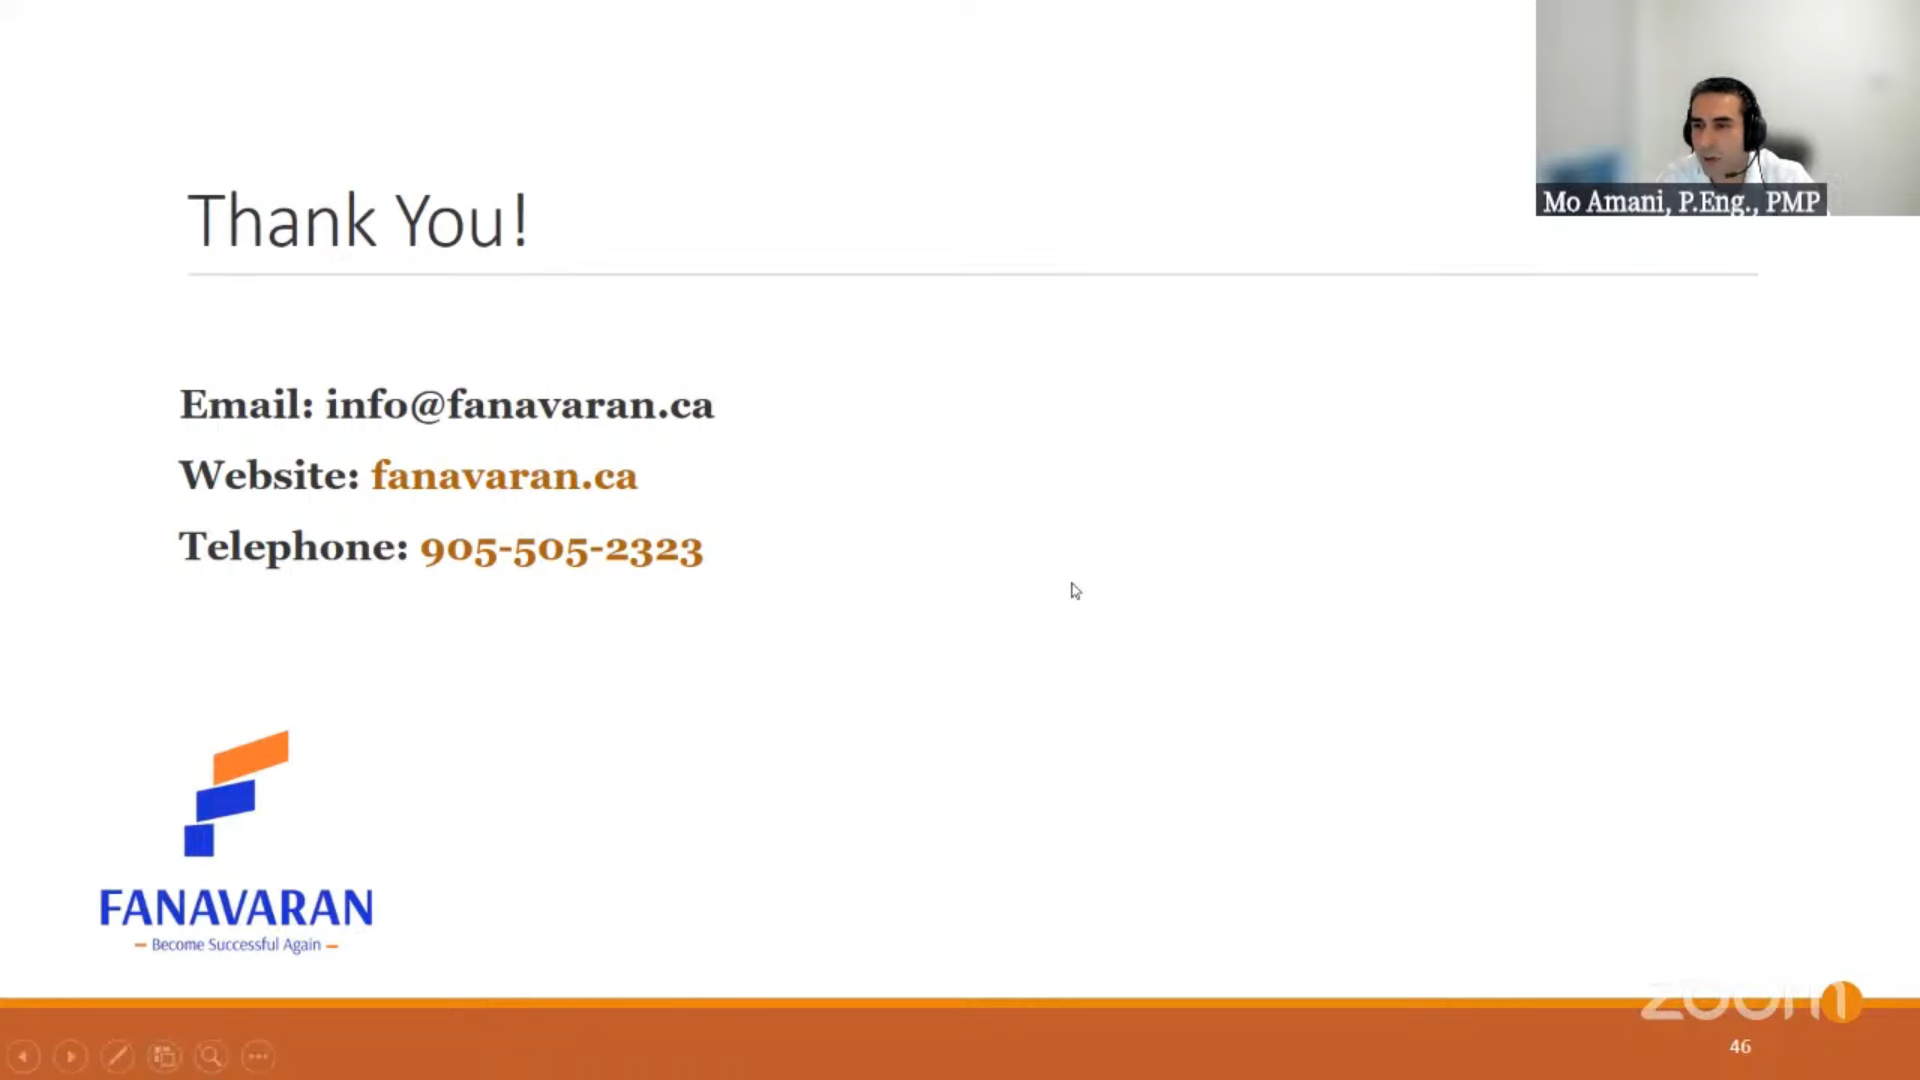 Mo Amani, P.Eng., PMP
Thank You!
Email: info@fanavaran.ca
Website: fanavaran.ca
Telephone: 905-505-2323
FANAVARAN
Become Successful Again
zoom
46